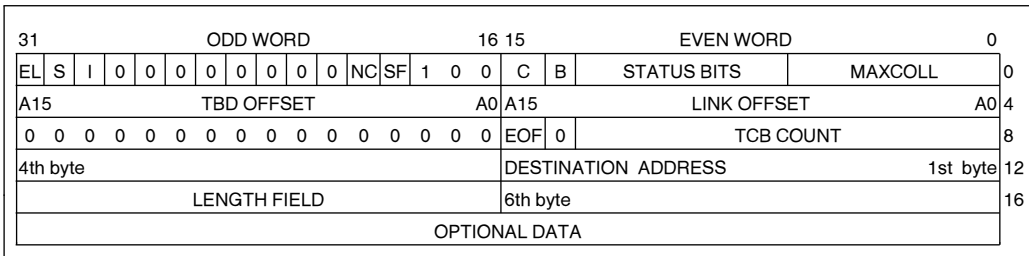 31 ODD WORD 16 15 EVEN WORD 0
EL S I 0 0 0 0 0 0 0 0 NC SF 1 0 0 C B STATUS BITS MAXCOLL 0
A15 TBD OFFSET A0 A15 LINK OFFSET A0 4
0 0 0 0 0 0 0 0 0 0 0 0 0 0 0 0 EOF 0 TCB COUNT 8
4th byte DESTINATION ADDRESS 1st byte 12
LENGTH FIELD 6th byte 16
OPTIONAL DATA